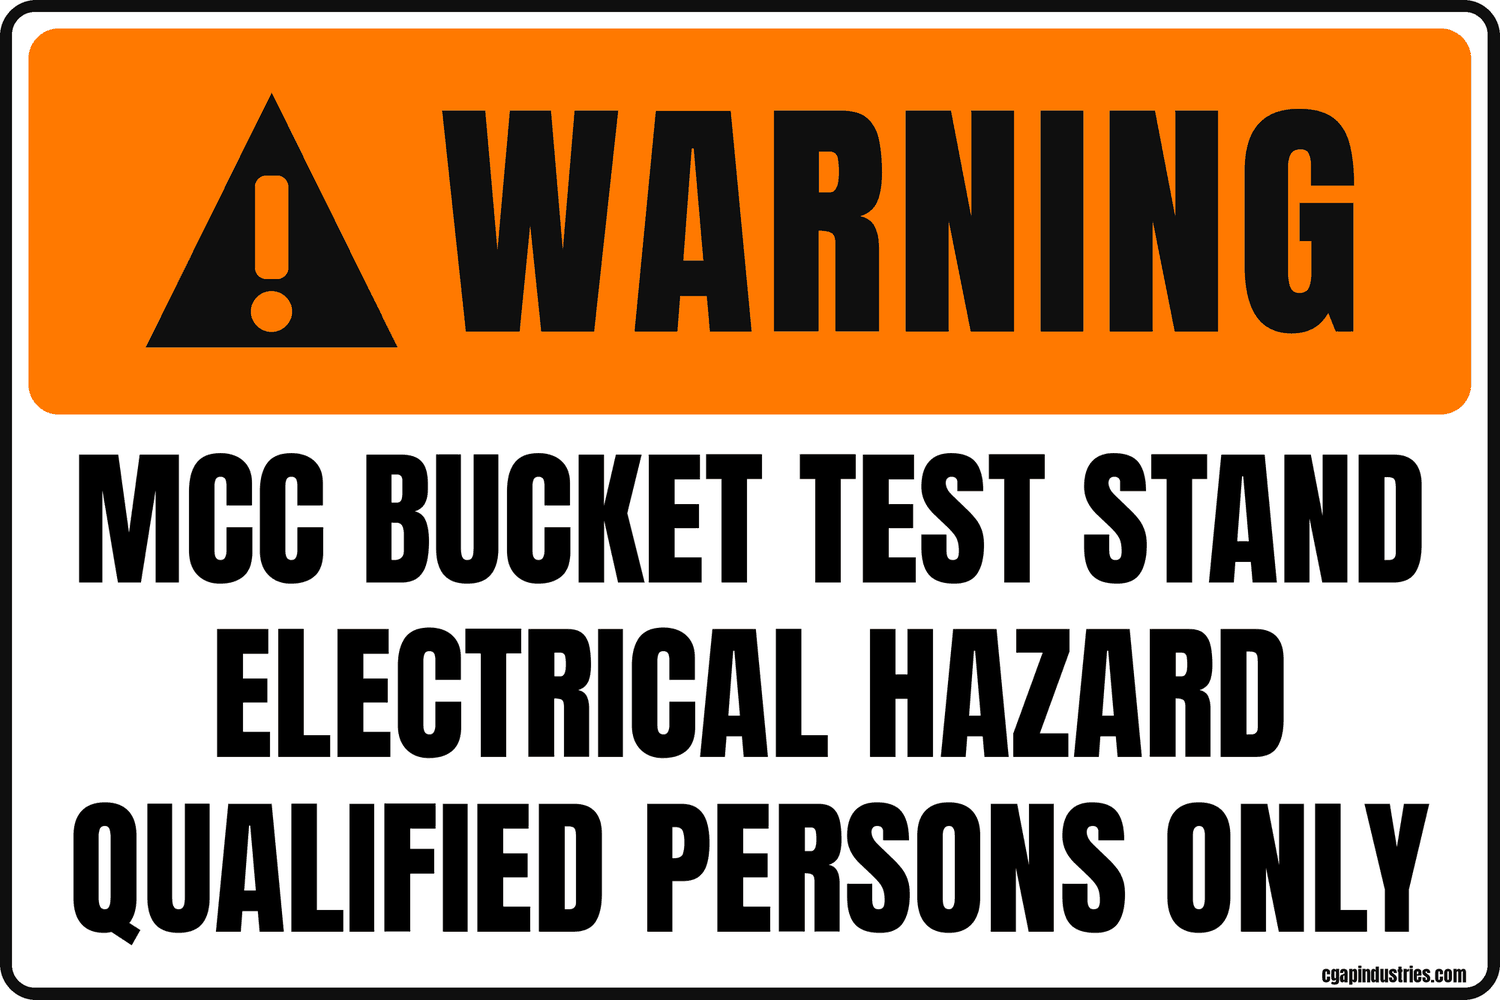 WARNING
MCC BUCKET TEST STAND
ELECTRICAL HAZARD
QUALIFIED PERSONS ONLY
cgapindustries.com